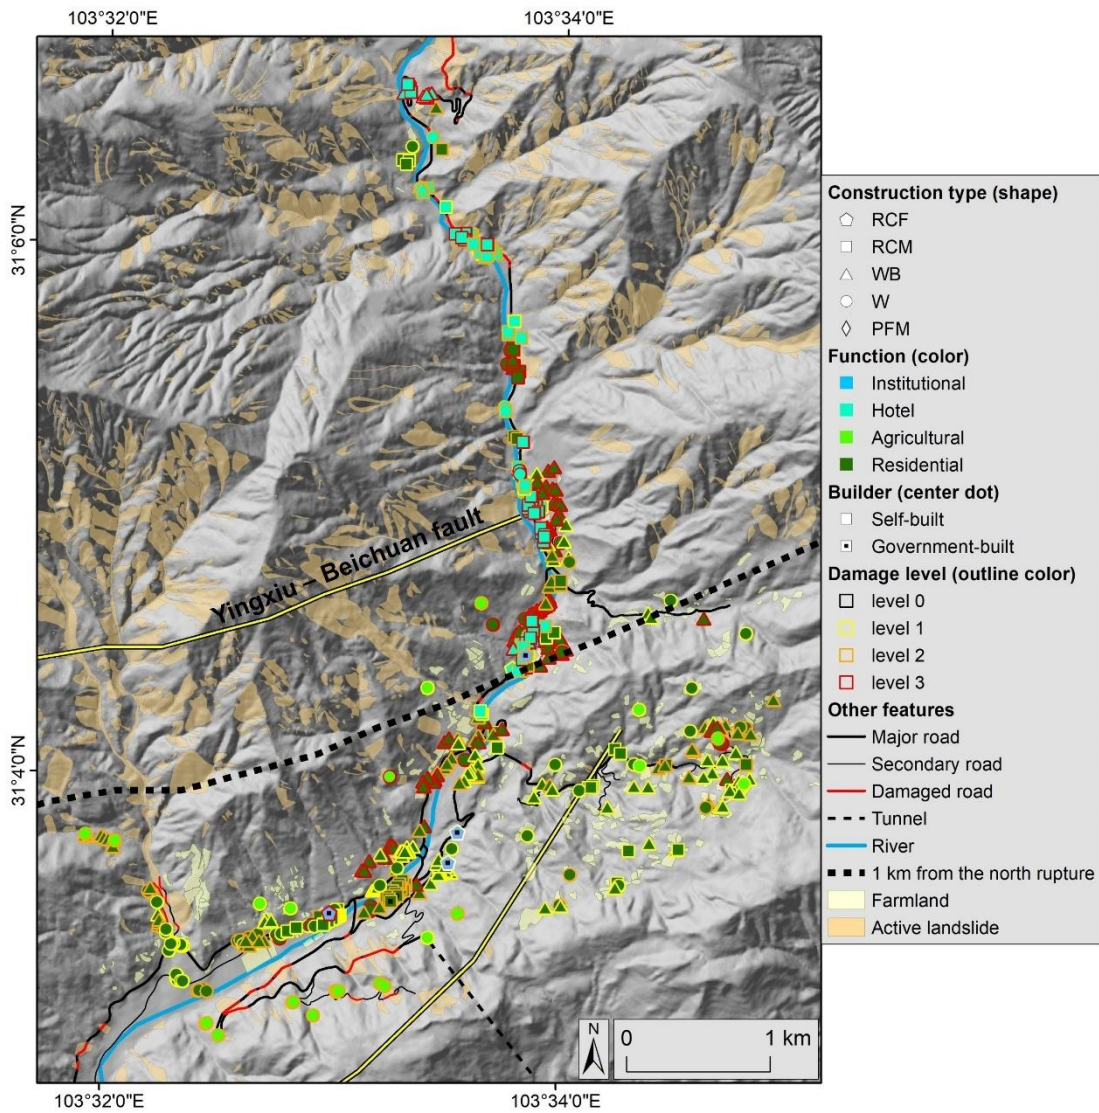 103°32'0"E
103°34'0"E
31°6'0"N
31°4'0"N
Yingxiu – Beichuan fault
Construction type (shape)
RCF
RCM
WB
W
PFM
Function (color)
Institutional
Hotel
Agricultural
Residential
Builder (center dot)
Self-built
Government-built
Damage level (outline color)
level 0
level 1
level 2
level 3
Other features
Major road
Secondary road
Damaged road
Tunnel
River
1 km from the north rupture
Farmland
Active landslide
N
0
1 km
103°32'0"E
103°34'0"E